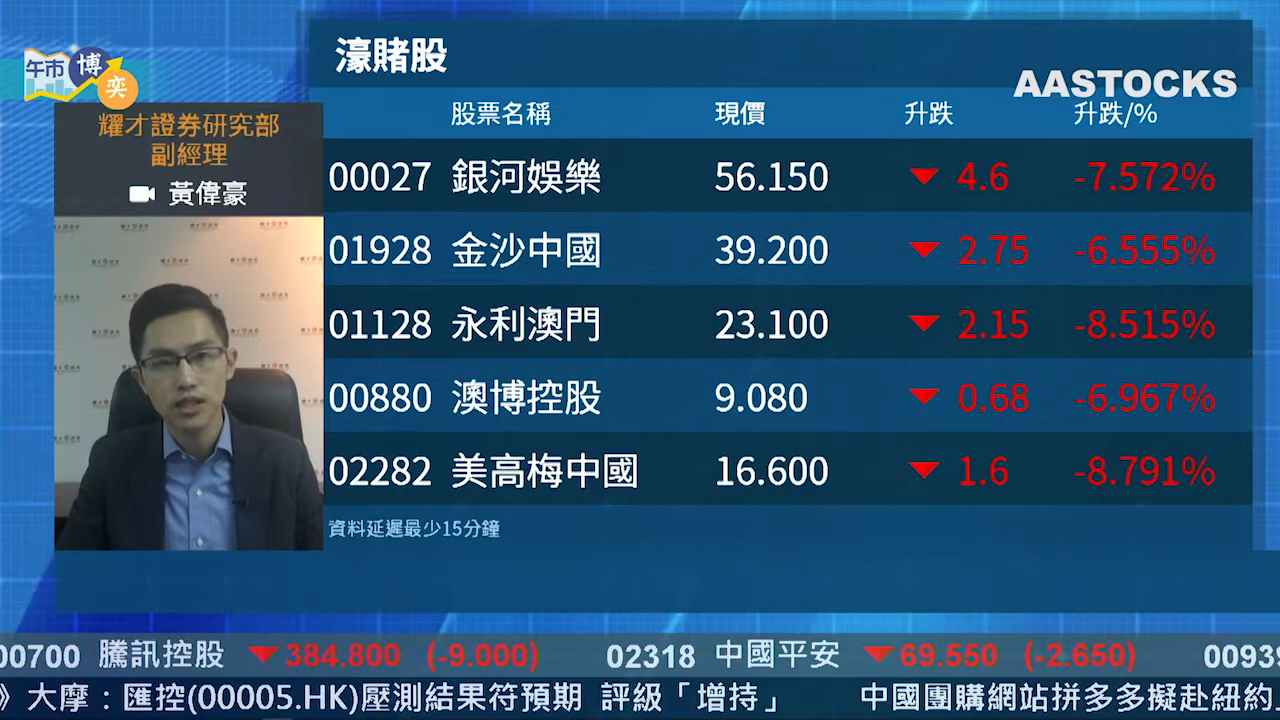 午市博奕
濠賭股
AASTOCKS
耀才證券研究部
副經理
黃偉豪
股票名稱 現價 升跌 升跌/%
00027 銀河娛樂 56.150 ▼ 4.6 -7.572%
01928 金沙中國 39.200 ▼ 2.75 -6.555%
01128 永利澳門 23.100 ▼ 2.15 -8.515%
00880 澳博控股 9.080 ▼ 0.68 -6.967%
02282 美高梅中國 16.600 ▼ 1.6 -8.791%
資料延遲最少15分鐘
00700 騰訊控股 ▼ 384.800 (-9.000) 02318 中國平安 ▼ 69.550 (-2.650) 00939
》 大摩：匯控(00005.HK)壓測結果符預期 評級「增持」 中國團購網站拼多多擬赴紐約